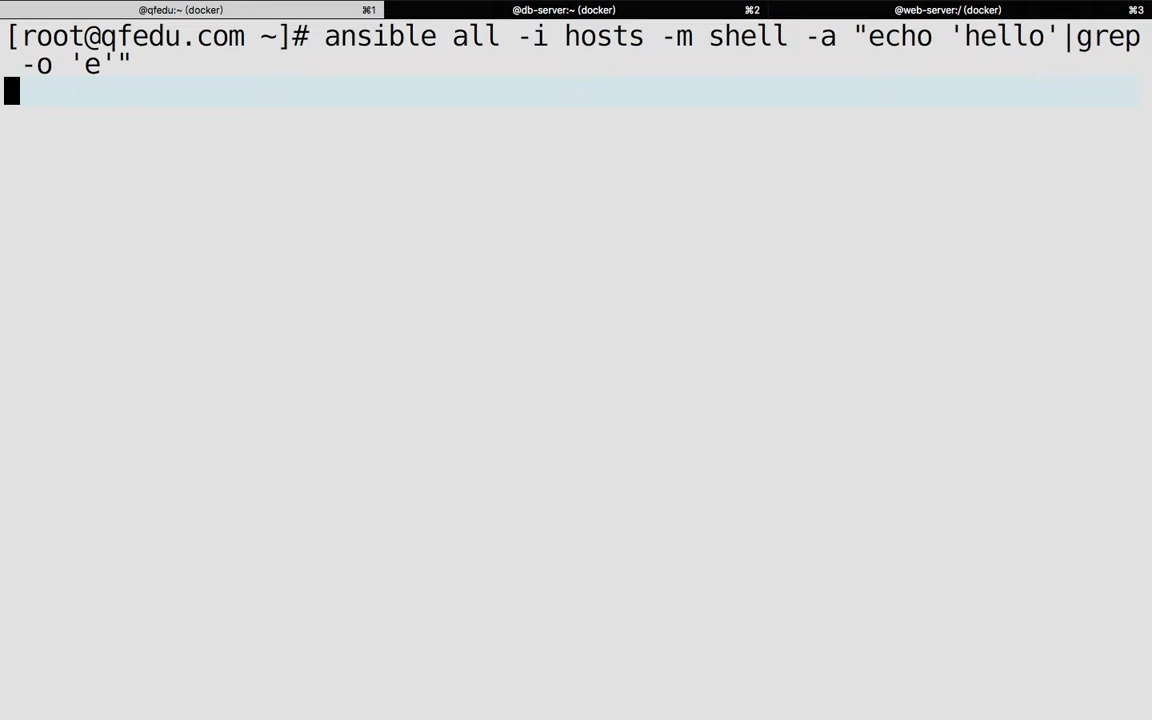 @qfedu:~ (docker) ⌘1 @db-server:~ (docker) ⌘2 @web-server:/ (docker) ⌘3
[root@qfedu.com ~]# ansible all -i hosts -m shell -a "echo 'hello'|grep
-o 'e'"